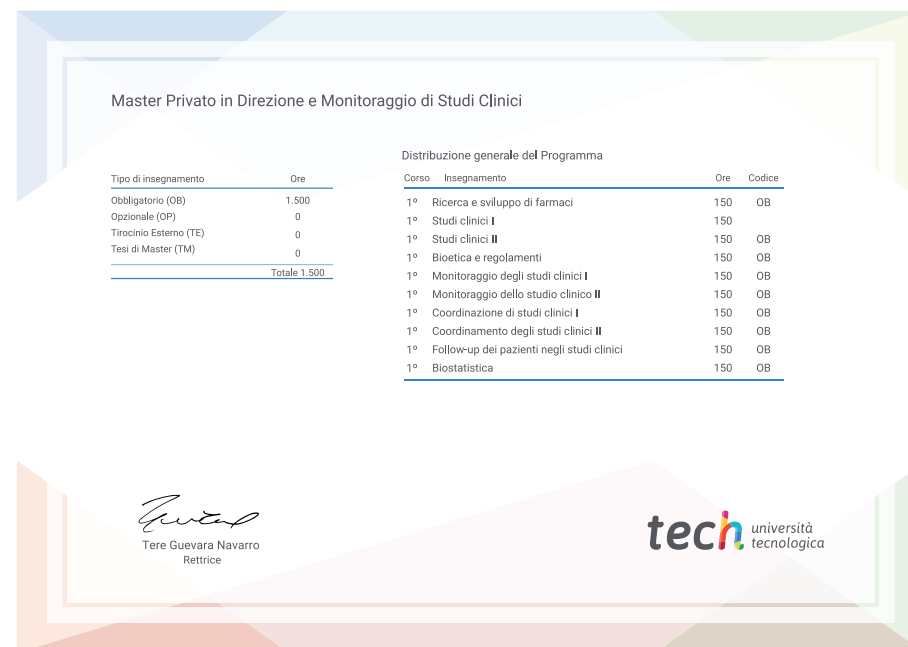 Master Privato in Direzione e Monitoraggio di Studi Clinici
Tipo di insegnamento Ore
Obbligatorio (OB) 1.500
Opzionale (OP) 0
Tirocinio Esterno (TE) 0
Tesi di Master (TM) 0
Totale 1.500
Distribuzione generale del Programma
Corso Insegnamento Ore Codice
1º Ricerca e sviluppo di farmaci 150 OB
1º Studi clinici I 150
1º Studi clinici II 150 OB
1º Bioetica e regolamenti 150 OB
1º Monitoraggio degli studi clinici I 150 OB
1º Monitoraggio dello studio clinico II 150 OB
1º Coordinazione di studi clinici I 150 OB
1º Coordinamento degli studi clinici II 150 OB
1º Follow-up dei pazienti negli studi clinici 150 OB
1º Biostatistica 150 OB
Tere Guevara Navarro
Rettrice
tech università
tecnologica